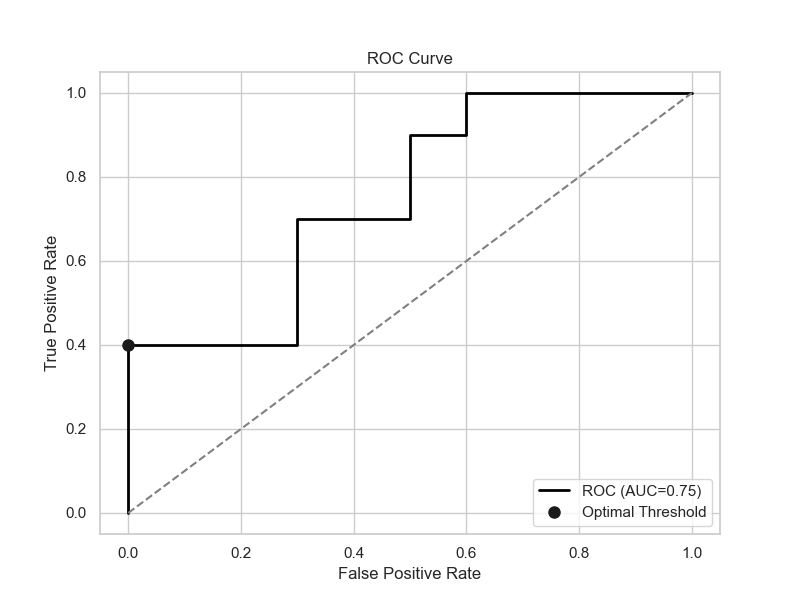 ROC Curve
1.0
0.8
0.6
0.4
0.2
0.0
True Positive Rate
0.0 0.2 0.4 0.6 0.8 1.0
False Positive Rate
ROC (AUC=0.75)
Optimal Threshold